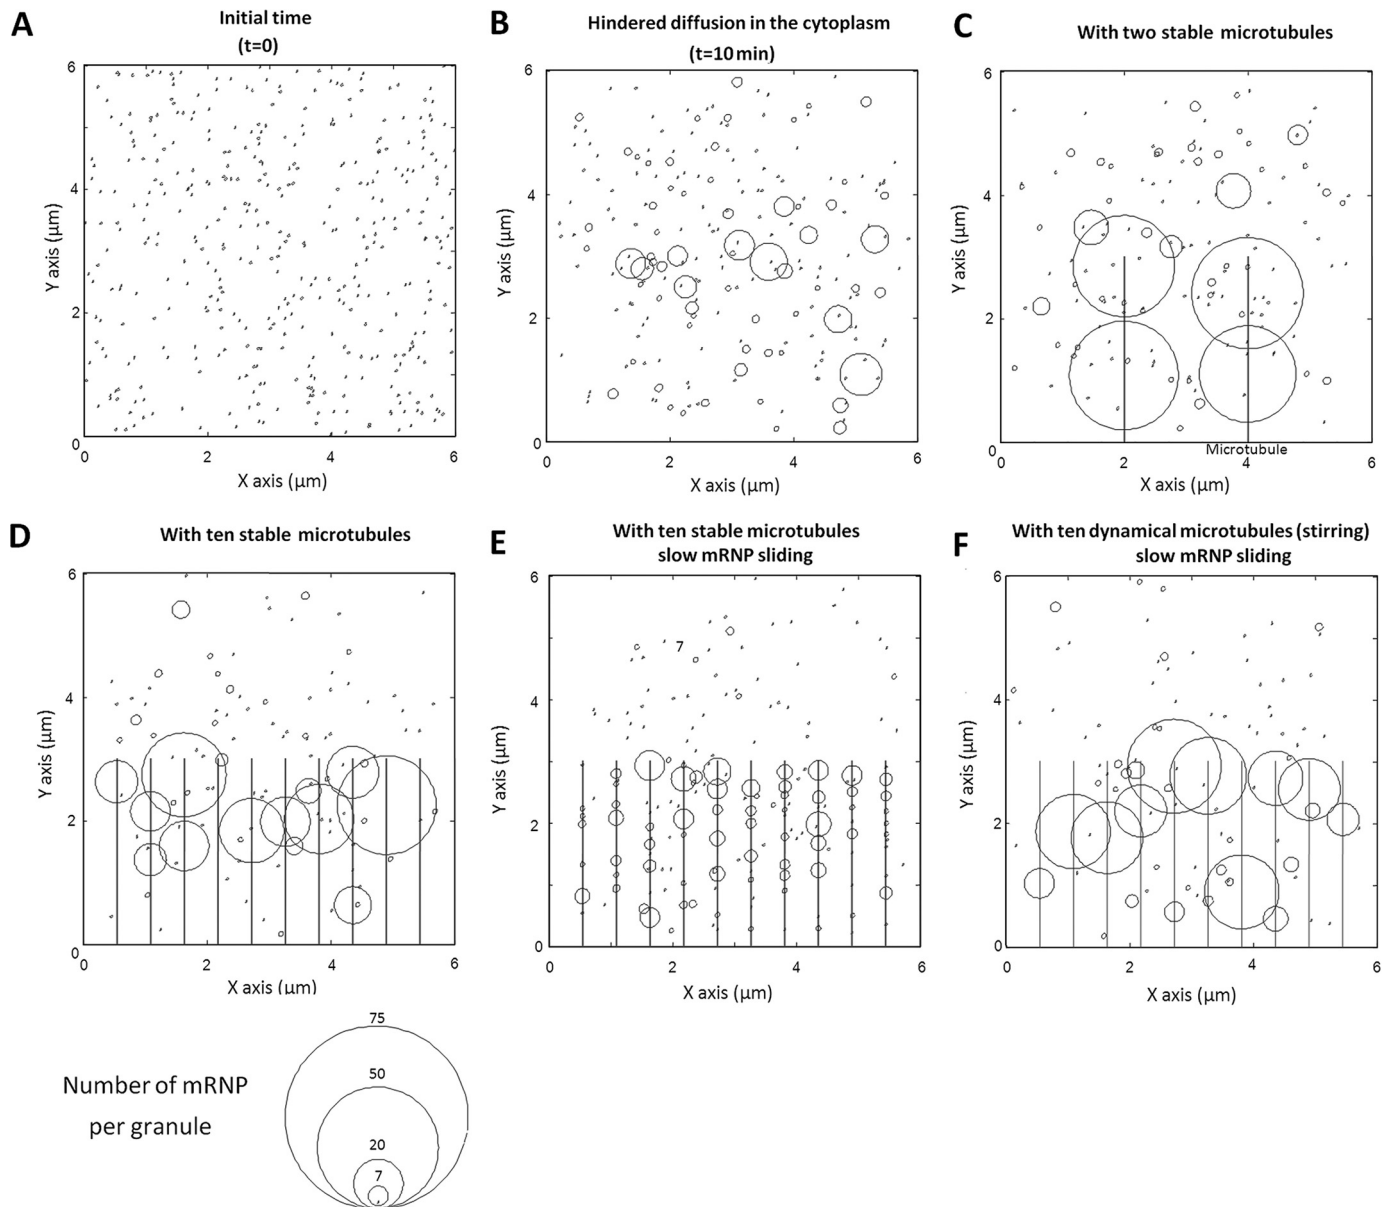 A
Initial time
(t=0)
6
4
2
0
0
2
4
6
Y axis (μm)
X axis (μm)
B
Hindered diffusion in the cytoplasm
(t=10 min)
6
4
2
0
0
2
4
6
Y axis (μm)
X axis (μm)
C
With two stable microtubules
6
4
2
0
0
2
4
6
Microtubule
Y axis (μm)
X axis (μm)
D
With ten stable microtubules
6
4
2
0
0
2
4
6
Y axis (μm)
X axis (μm)
E
With ten stable microtubules
slow mRNP sliding
7
6
4
2
0
0
2
4
6
Y axis (μm)
X axis (μm)
F
With ten dynamical microtubules (stirring)
slow mRNP sliding
6
4
2
0
0
2
4
6
Y axis (μm)
X axis (μm)
Number of mRNP
per granule
75
50
20
7